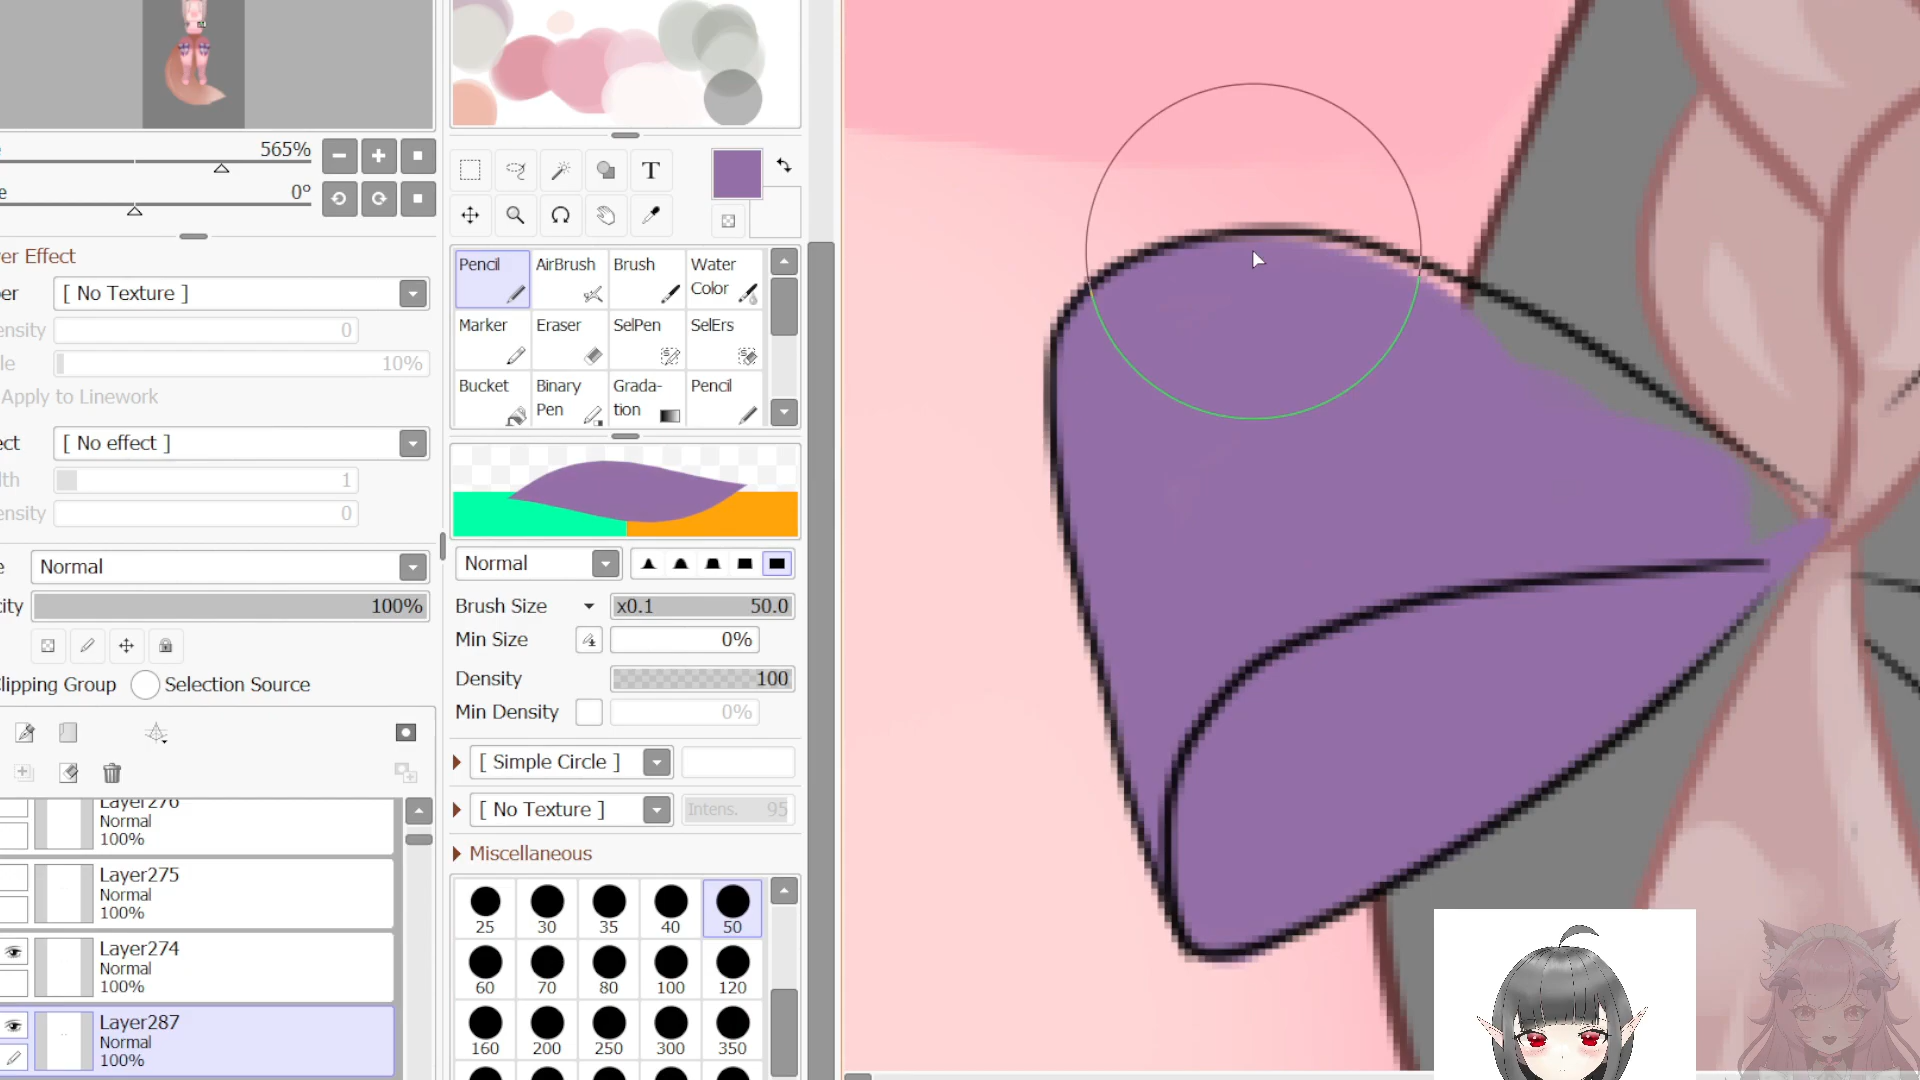 565%
0°
er Effect
er [ No Texture ]
ensity 0
le 10%
Apply to Linework
ect [ No effect ]
lth 1
ensity 0
e Normal
city 100%
lipping Group Selection Source
Layer276
Normal
100%
Layer275
Normal
100%
Layer274
Normal
100%
Layer287
Normal
100%
T
Pencil AirBrush Brush Water Color
Marker Eraser SelPen SelErs
Bucket Binary Pen Grada-tion Pencil
Normal
Brush Size x0.1 50.0
Min Size 0%
Density 100
Min Density 0%
[ Simple Circle ]
[ No Texture ] Intens. 95
Miscellaneous
25 30 35 40 50
60 70 80 100 120
160 200 250 300 350